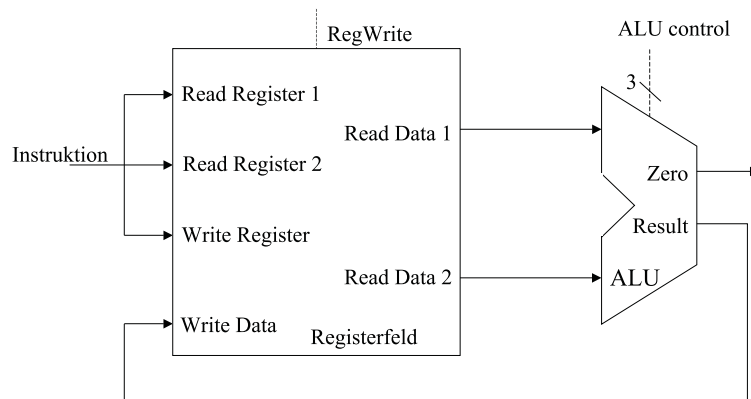 RegWrite
ALU control
3
Read Register 1
Read Data 1
Instruktion
Read Register 2
Zero
Write Register
Result
Read Data 2
ALU
Write Data
Registerfeld